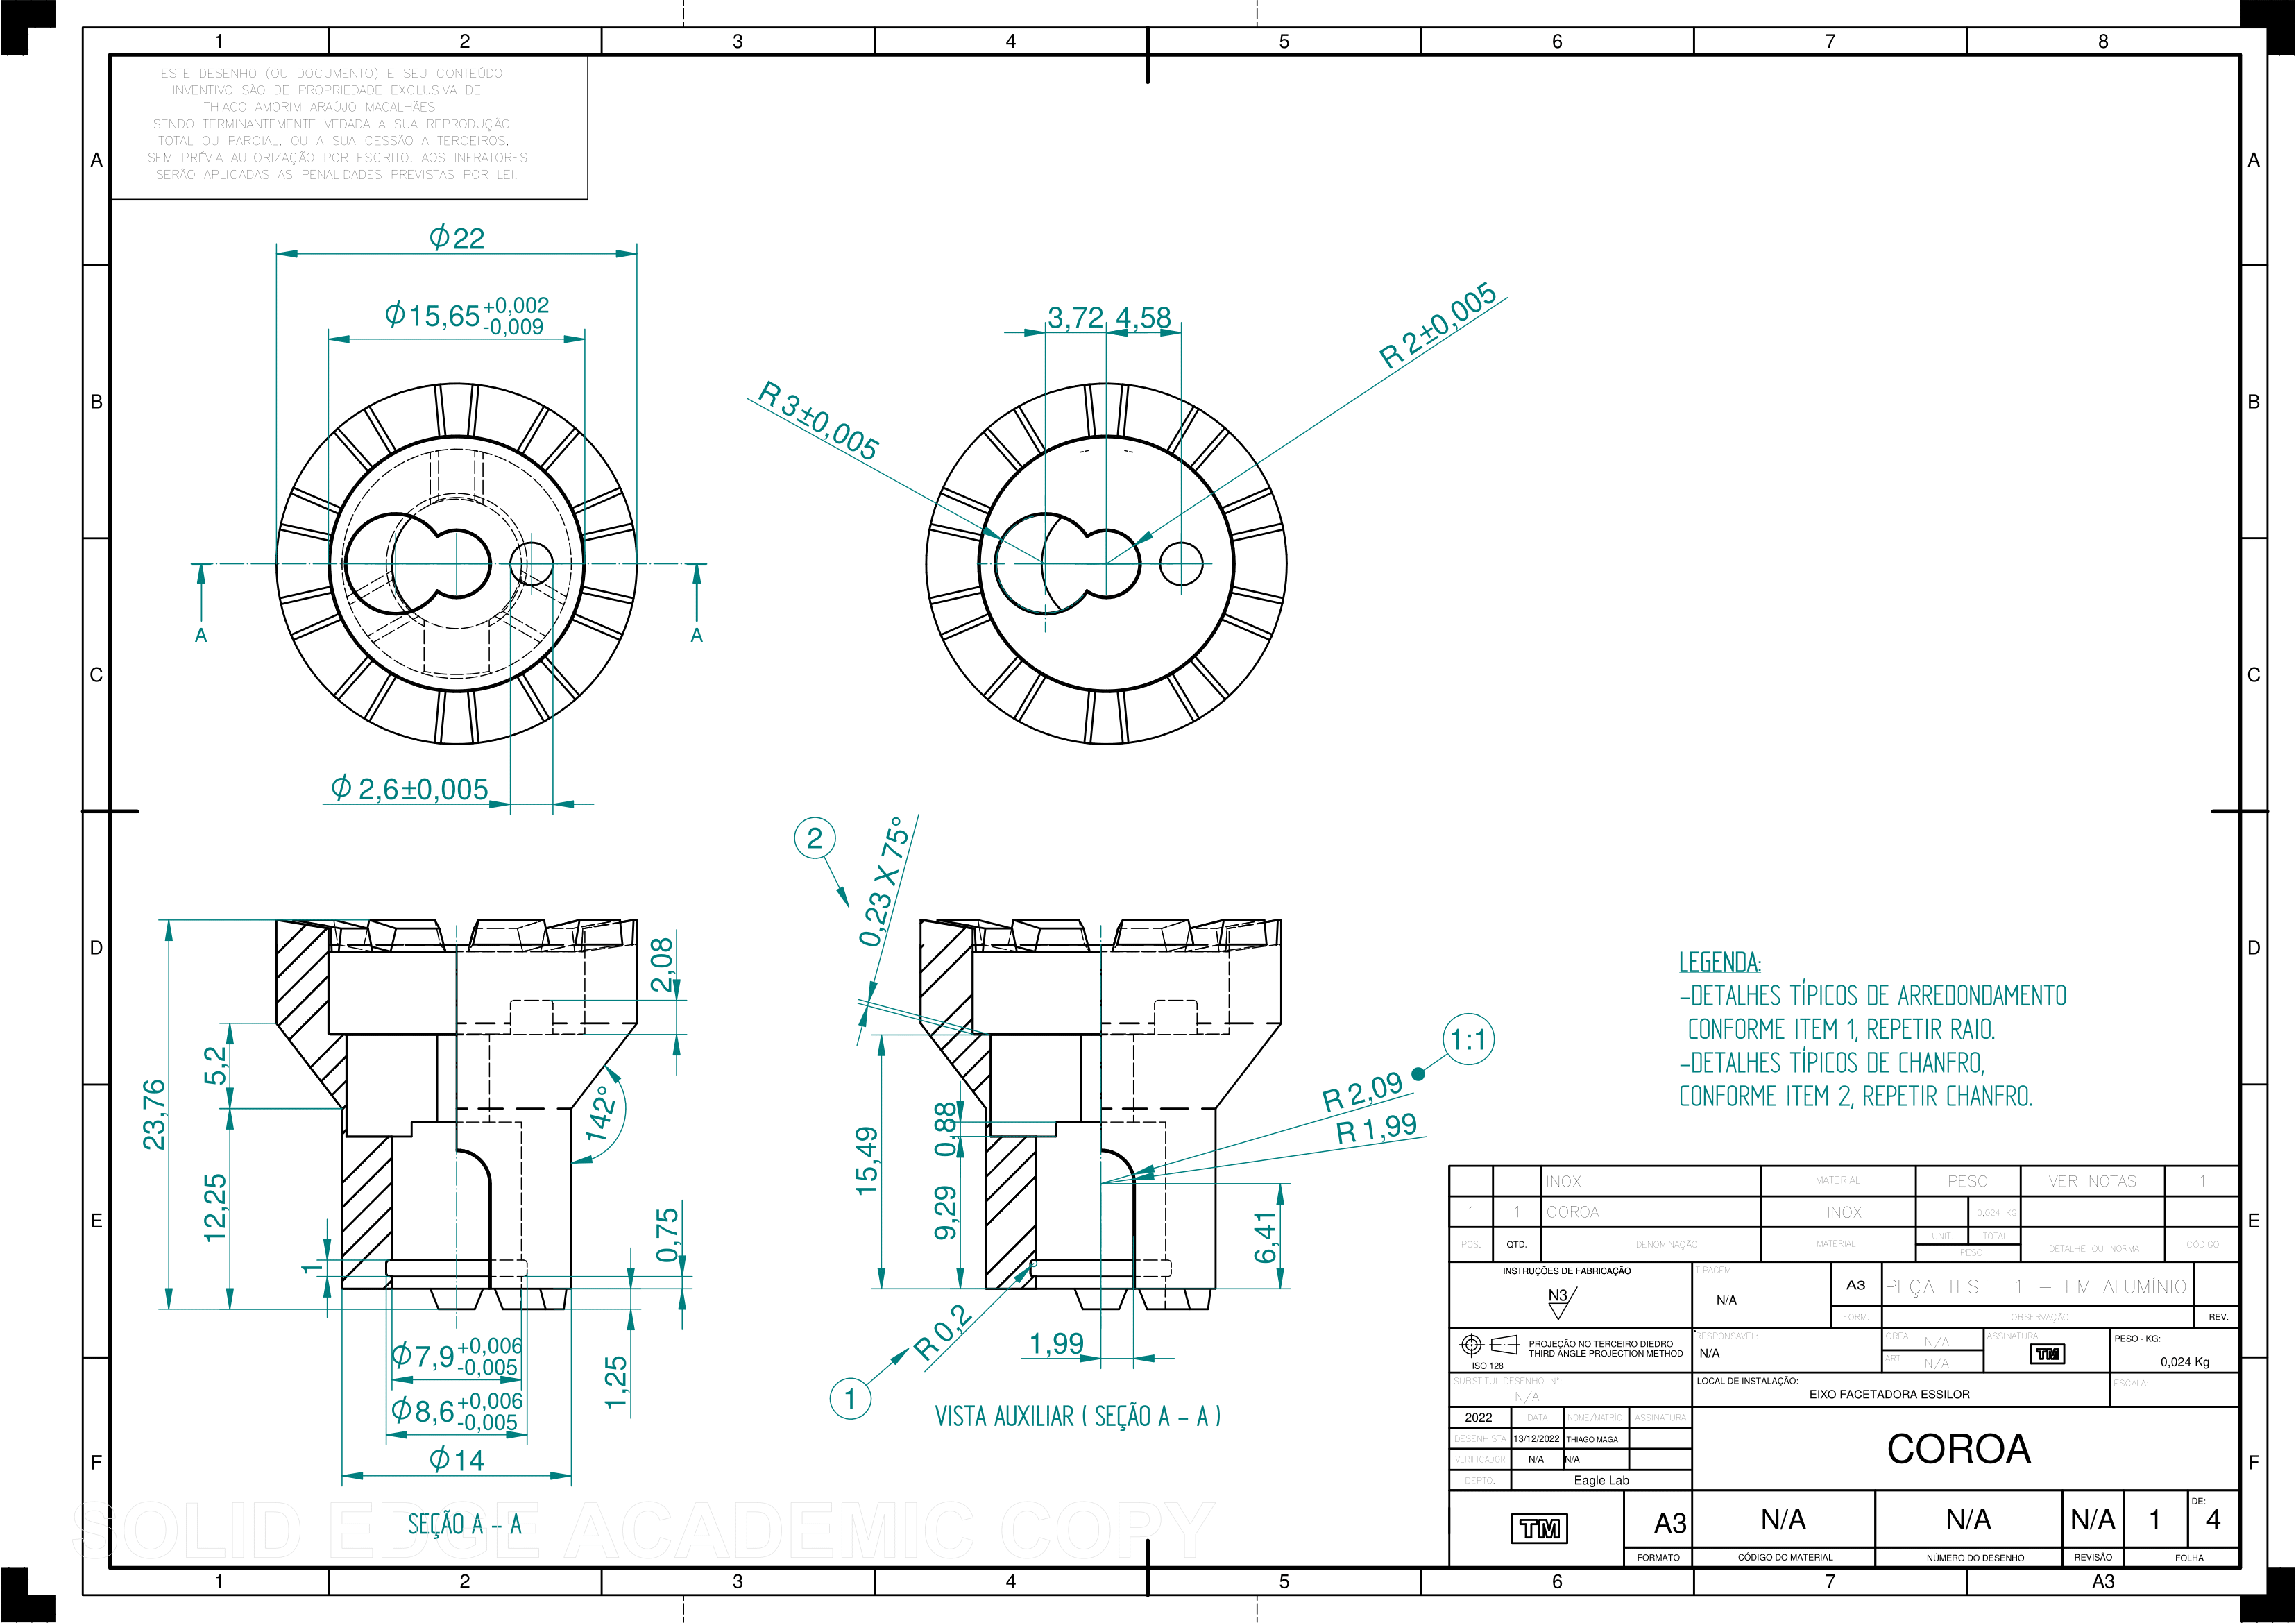 1 2 3 4 5 6 7 8
ESTE DESENHO (OU DOCUMENTO) E SEU CONTEÚDO
INVENTIVO SÃO DE PROPRIEDADE EXCLUSIVA DE
THIAGO AMORIM ARAÚJO MAGALHÃES
SENDO TERMINANTEMENTE VEDADA A SUA REPRODUÇÃO
TOTAL OU PARCIAL, OU A SUA CESSÃO A TERCEIROS,
SEM PRÉVIA AUTORIZAÇÃO POR ESCRITO. AOS INFRATORES
SERÃO APLICADAS AS PENALIDADES PREVISTAS POR LEI.
A A
B B
C C
D D
E E
F F
ϕ22
ϕ15,65 +0,002 -0,009
A A
ϕ 2,6±0,005
3,72 4,58
R 3±0,005
R 2±0,005
23,76
5,2
12,25
1
2,08
142°
0,75
1,25
ϕ7,9 +0,006 -0,005
ϕ8,6 +0,006 -0,005
ϕ14
SEÇÃO A - A
2
0,23 X 75°
15,49
0,88
9,29
R 2,09
R 1,99
1:1
6,41
R 0,2
1
1,99
VISTA AUXILIAR ( SEÇÃO A - A )
LEGENDA:
-DETALHES TÍPICOS DE ARREDONDAMENTO
CONFORME ITEM 1, REPETIR RAIO.
-DETALHES TÍPICOS DE CHANFRO,
CONFORME ITEM 2, REPETIR CHANFRO.
INOX MATERIAL PESO VER NOTAS 1
1 1 COROA INOX 0,024 KG
POS. QTD. DENOMINAÇÃO MATERIAL UNIT. TOTAL DETALHE OU NORMA CÓDIGO
PESO
INSTRUÇÕES DE FABRICAÇÃO
N3
TIPAGEM
N/A
A3 PEÇA TESTE 1 - EM ALUMÍNIO
FORM. OBSERVAÇÃO REV.
PROJEÇÃO NO TERCEIRO DIEDRO
THIRD ANGLE PROJECTION METHOD
ISO 128
RESPONSÁVEL:
N/A
CREA N/A
ART N/A
ASSINATURA
TM
PESO - KG:
0,024 Kg
SUBSTITUI DESENHO N°:
N/A
LOCAL DE INSTALAÇÃO:
EIXO FACETADORA ESSILOR
ESCALA:
2022 DATA NOME/MATRIC. ASSINATURA
DESENHISTA 13/12/2022 THIAGO MAGA.
VERIFICADOR N/A N/A
DEPTO. Eagle Lab
COROA
TM
A3 N/A N/A N/A 1 DE: 4
FORMATO CÓDIGO DO MATERIAL NÚMERO DO DESENHO REVISÃO FOLHA
SOLID EDGE ACADEMIC COPY
1 2 3 4 5 6 7 A3